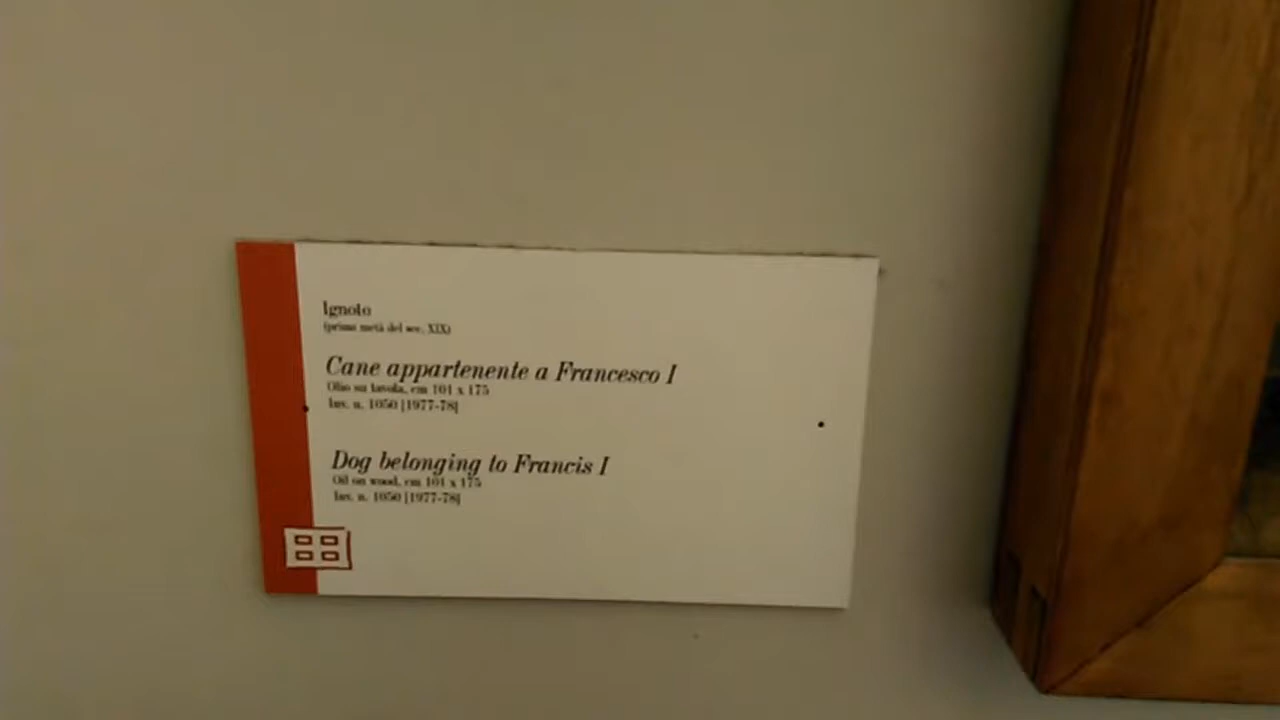 Ignoto
(prima metà del sec. XIX)
Cane appartenente a Francesco I
Olio su tavola, cm 101 x 175
Inv. n. 1050 [1977-78]
Dog belonging to Francis I
Oil on wood, cm 101 x 175
Inv. n. 1050 [1977-78]